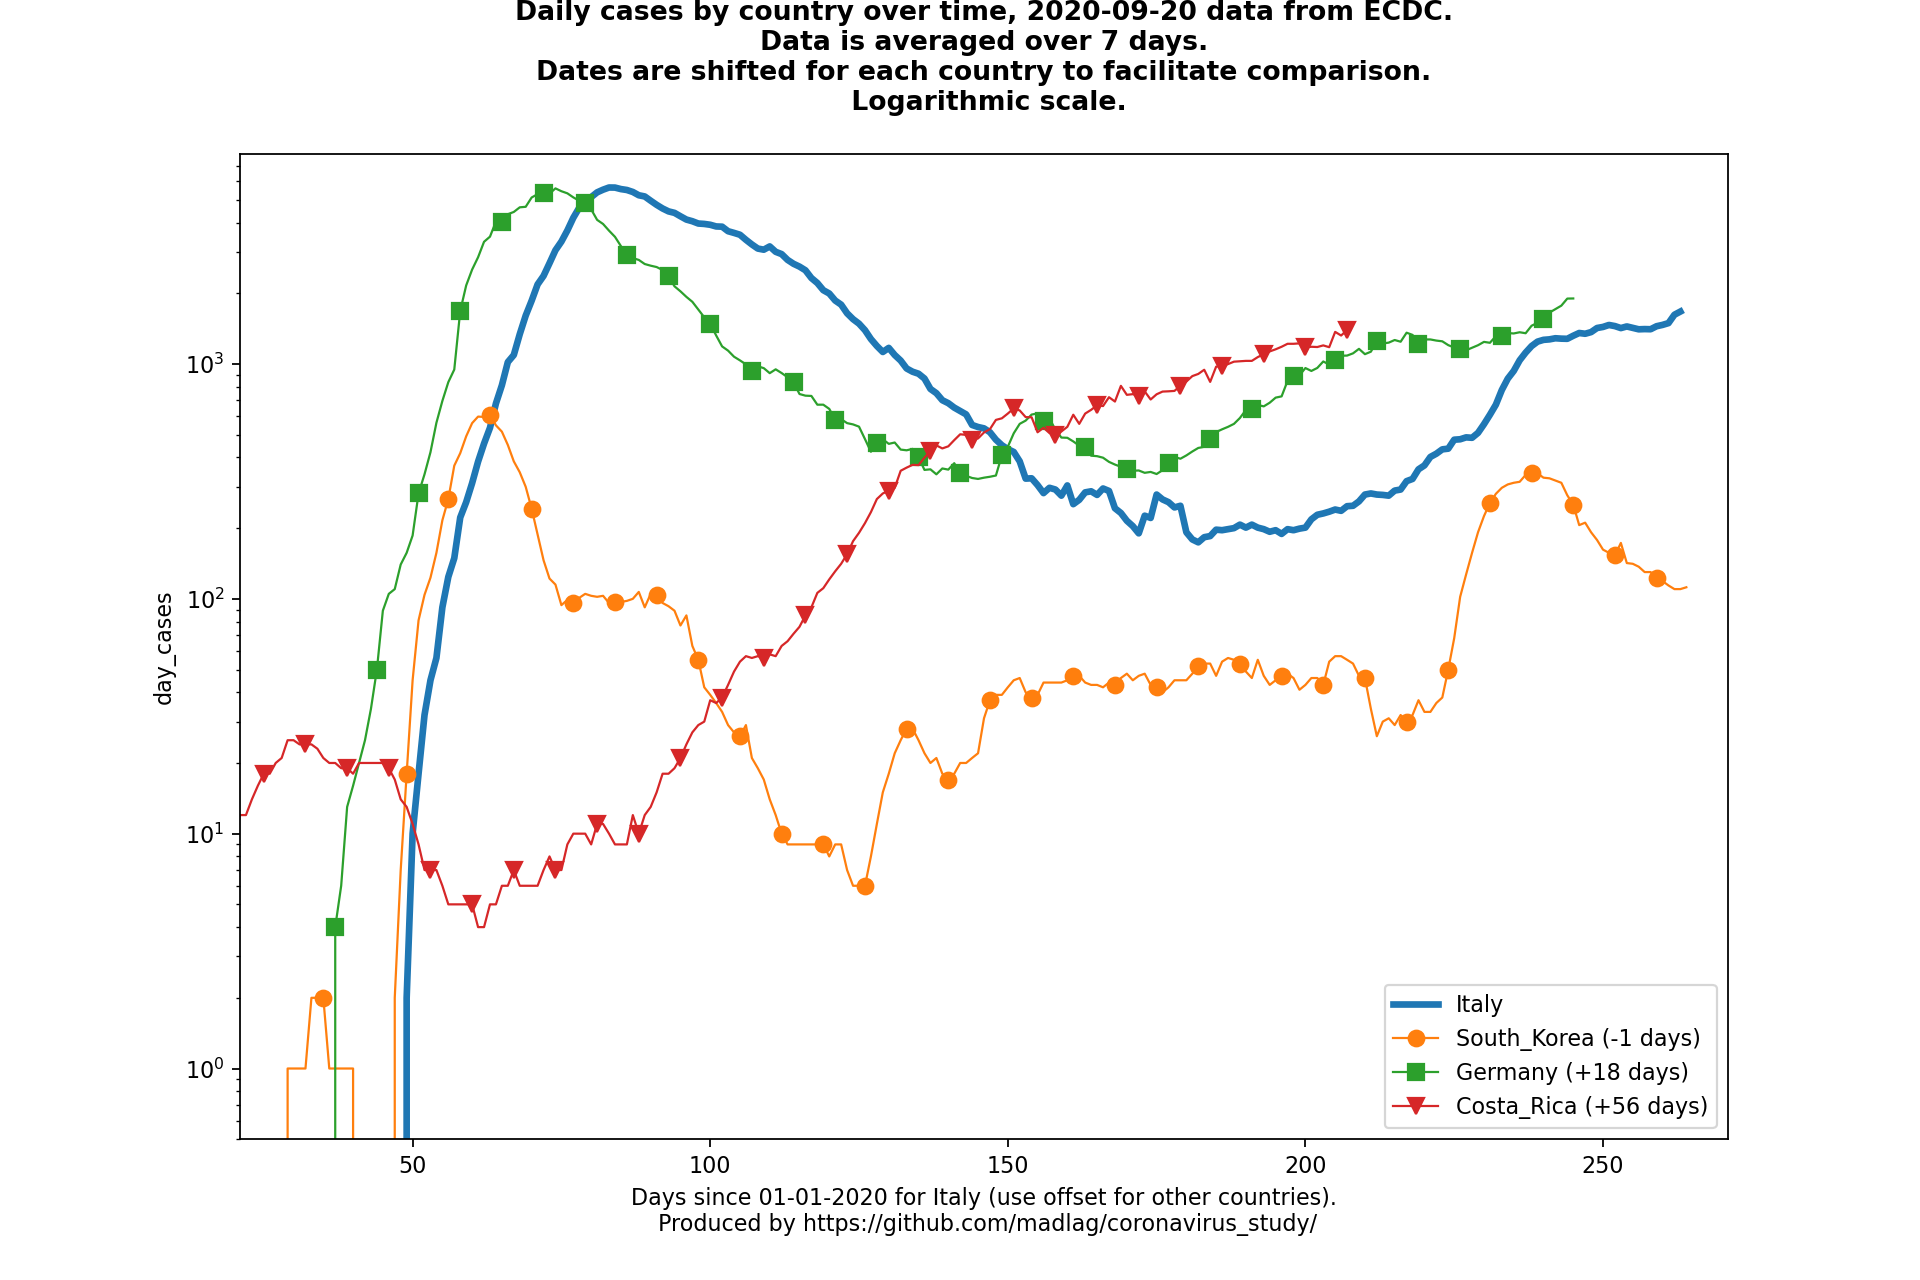 Daily cases by country over time, 2020-09-20 data from ECDC.
Data is averaged over 7 days.
Dates are shifted for each country to facilitate comparison.
Logarithmic scale.
10³
10²
10¹
10⁰
day_cases
50 100 150 200 250
Days since 01-01-2020 for Italy (use offset for other countries).
Produced by https://github.com/madlag/coronavirus_study/
Italy
South_Korea (-1 days)
Germany (+18 days)
Costa_Rica (+56 days)